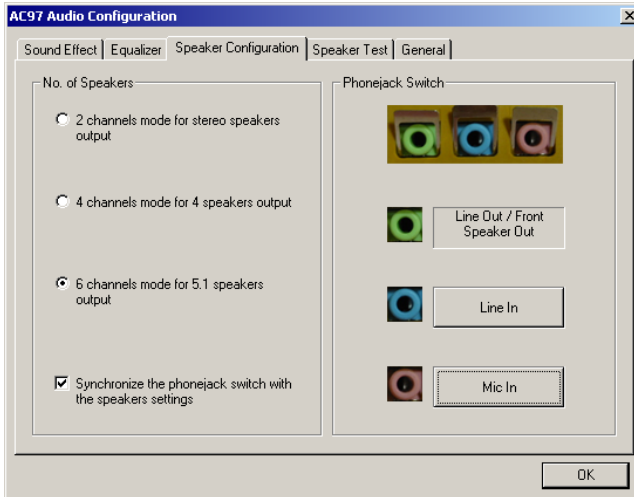 AC97 Audio Configuration
Sound Effect
Equalizer
Speaker Configuration
Speaker Test
General
No. of Speakers
2 channels mode for stereo speakers
output
4 channels mode for 4 speakers output
6 channels mode for 5.1 speakers
output
Synchronize the phonejack switch with
the speakers settings
Phonejack Switch
Line Out / Front
Speaker Out
Line In
Mic In
OK